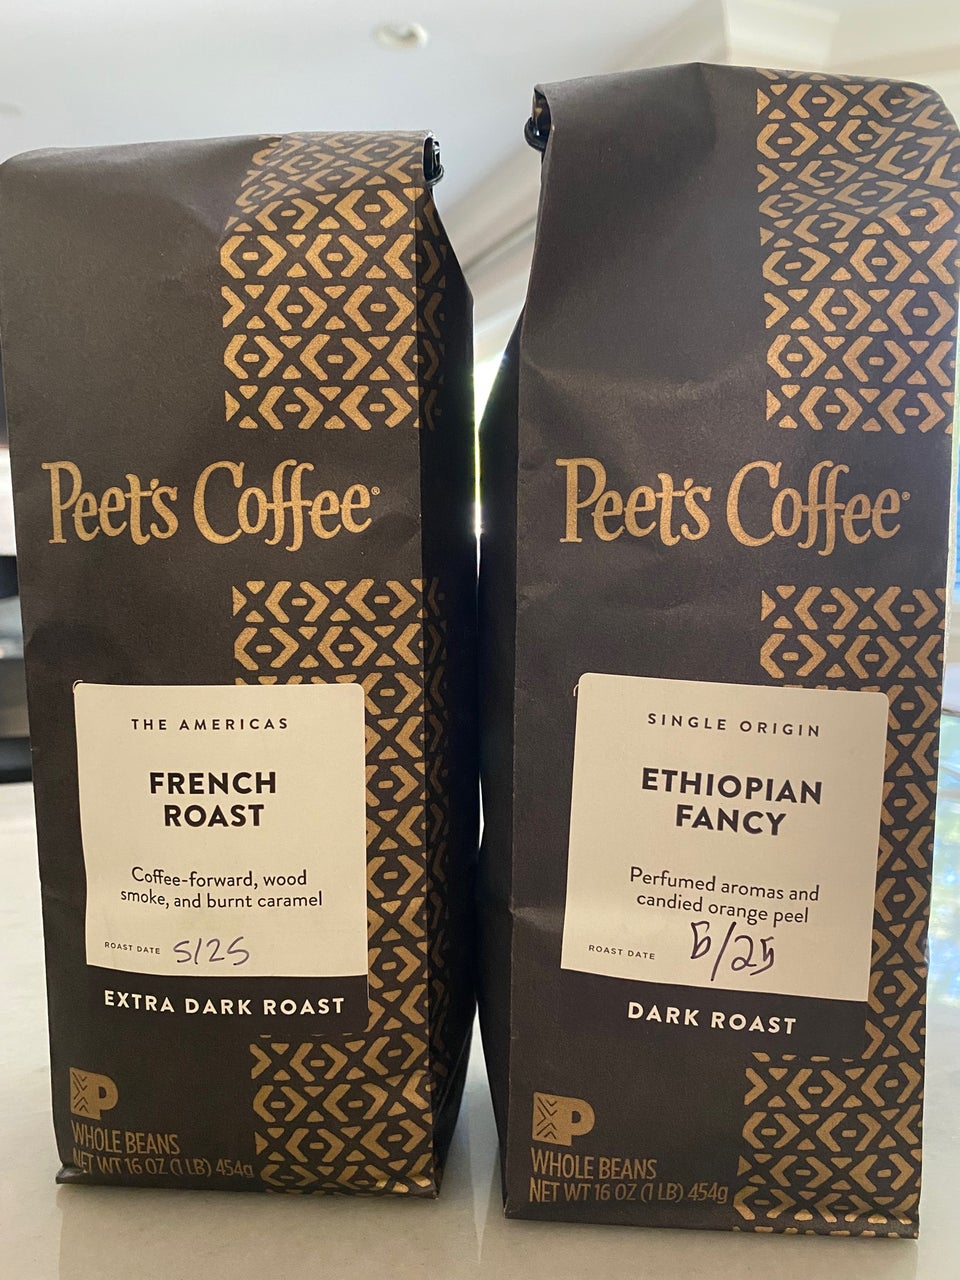 Peet's Coffee®
THE AMERICAS
FRENCH
ROAST
Coffee-forward, wood
smoke, and burnt caramel
ROAST DATE 5/25
EXTRA DARK ROAST
P
WHOLE BEANS
NET WT 16 OZ (1 LB) 454g
Peet's Coffee®
SINGLE ORIGIN
ETHIOPIAN
FANCY
Perfumed aromas and
candied orange peel
ROAST DATE 5/25
DARK ROAST
P
WHOLE BEANS
NET WT 16 OZ (1 LB) 454g